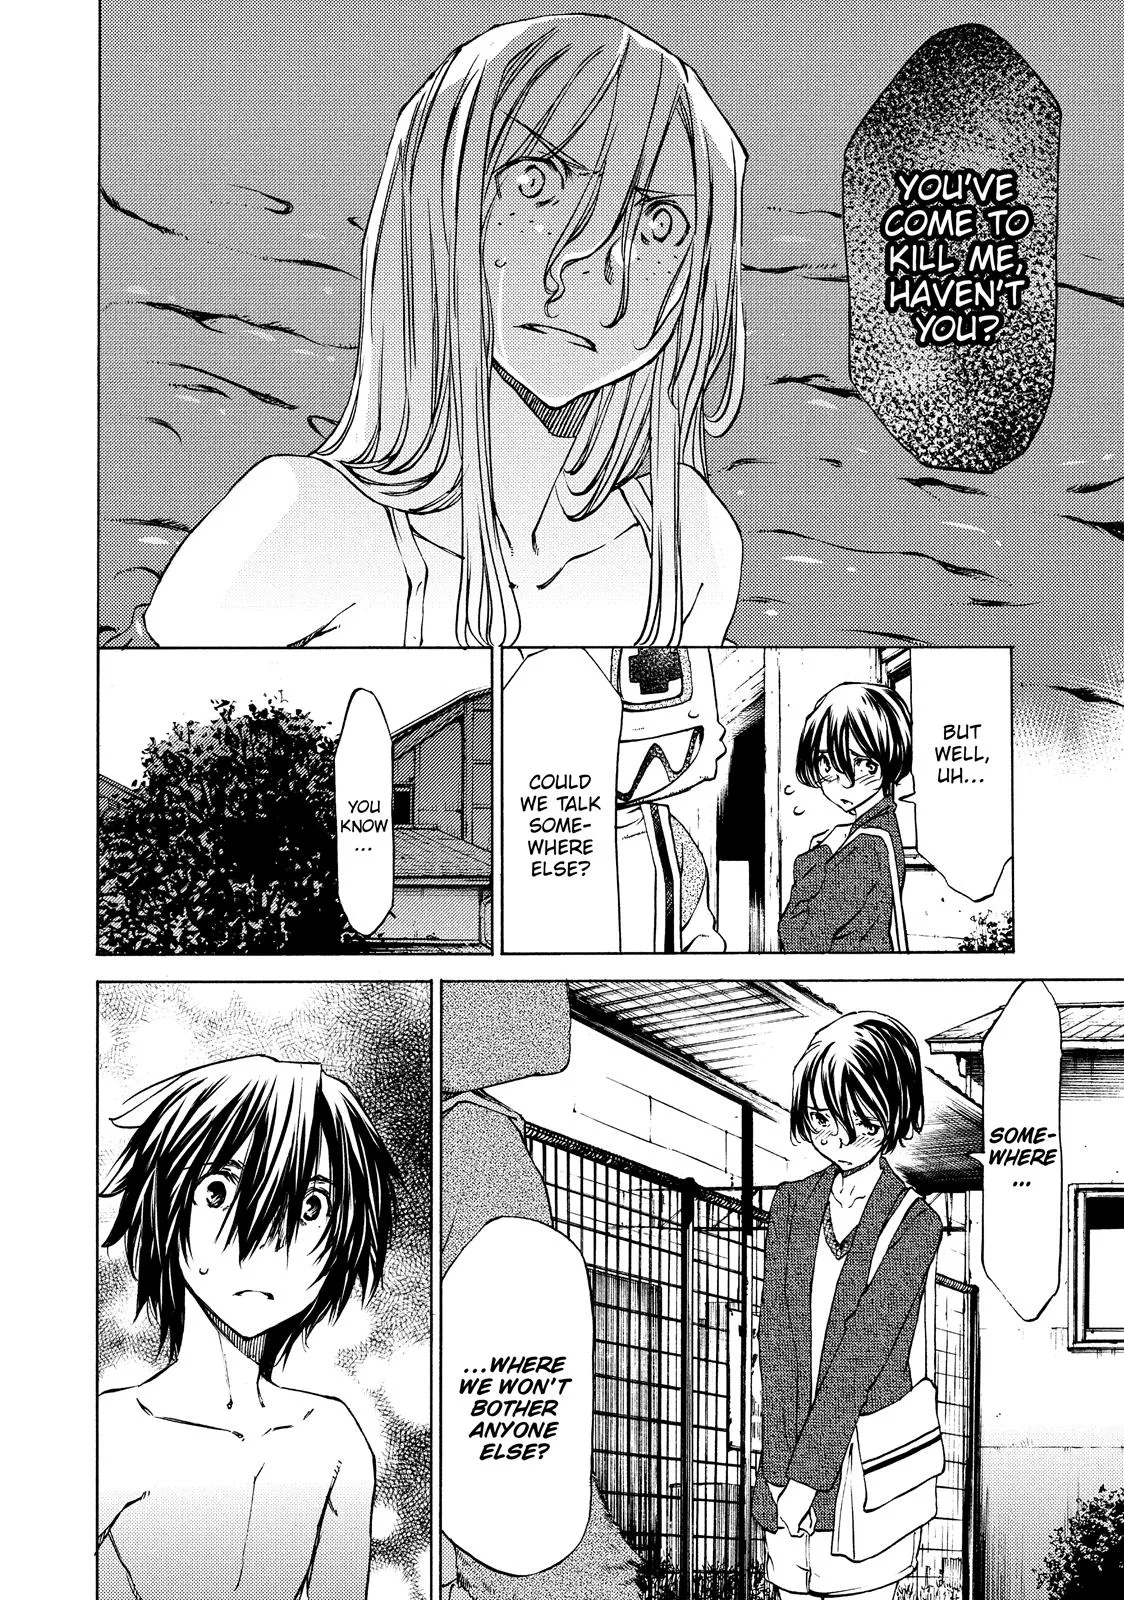 YOU'VE
COME TO
KILL ME,
HAVEN'T
YOU?
BUT
WELL,
UH...
COULD
WE TALK
SOME-
WHERE
ELSE?
YOU
KNOW
...
SOME-
WHERE
...
...WHERE
WE WON'T
BOTHER
ANYONE
ELSE?